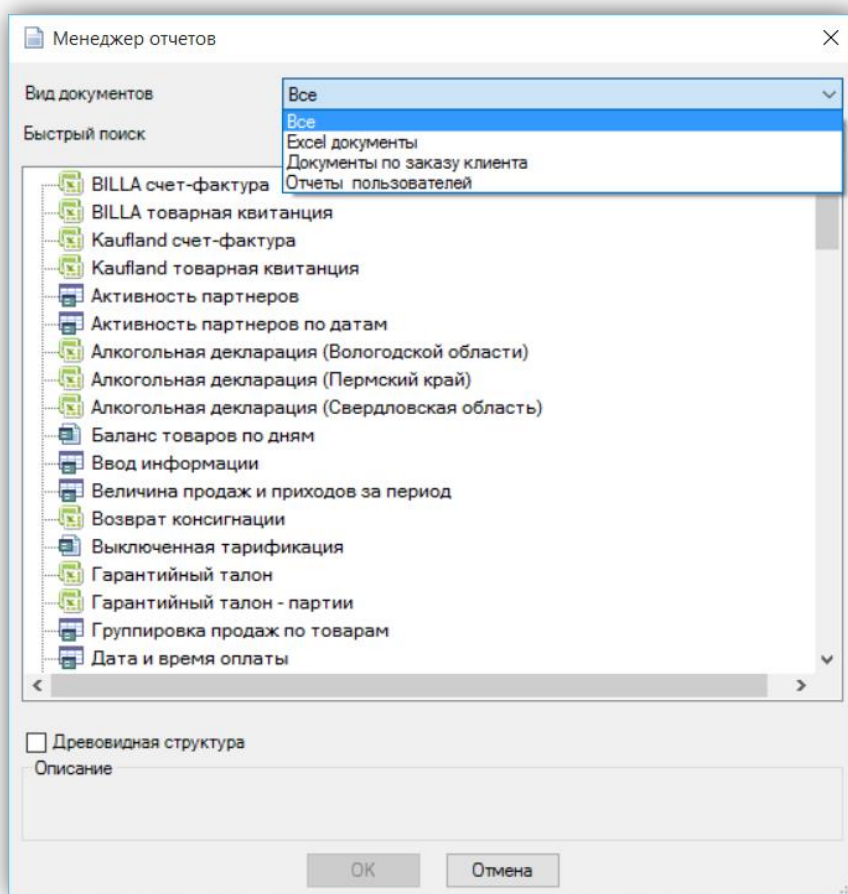 Менеджер отчетов
Вид документов
Все
Все
Excel документы
Документы по заказу клиента
Отчеты пользователей
Быстрый поиск
BILLA счет-фактура
BILLA товарная квитанция
Kaufland счет-фактура
Kaufland товарная квитанция
Активность партнеров
Активность партнеров по датам
Алкогольная декларация (Вологодской области)
Алкогольная декларация (Пермский край)
Алкогольная декларация (Свердловская область)
Баланс товаров по дням
Ввод информации
Величина продаж и приходов за период
Возврат консигнации
Выключенная тарификация
Гарантийный талон
Гарантийный талон - партии
Группировка продаж по товарам
Дата и время оплаты
Древовидная структура
Описание
OK
Отмена